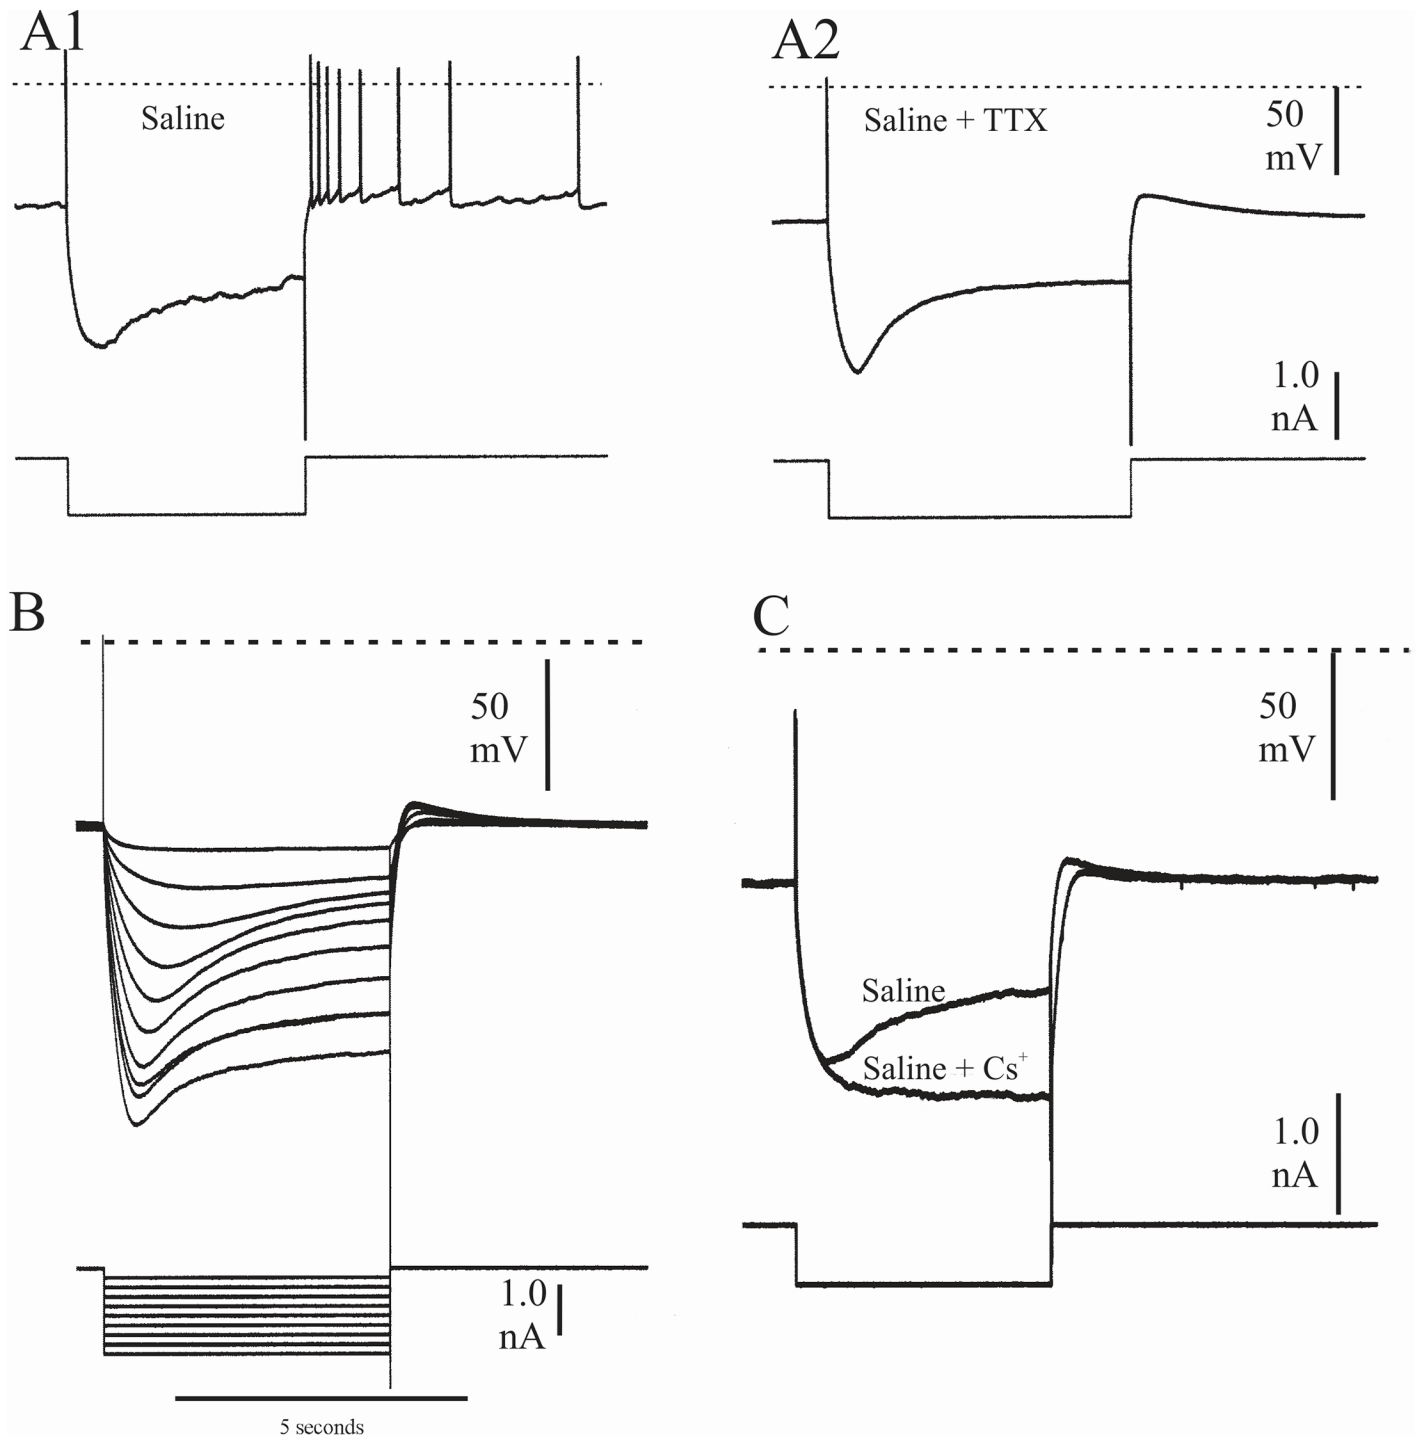 A1
Saline
A2
Saline + TTX
50
mV
1.0
nA
B
50
mV
1.0
nA
5 seconds
C
50
mV
Saline
Saline + Cs⁺
1.0
nA